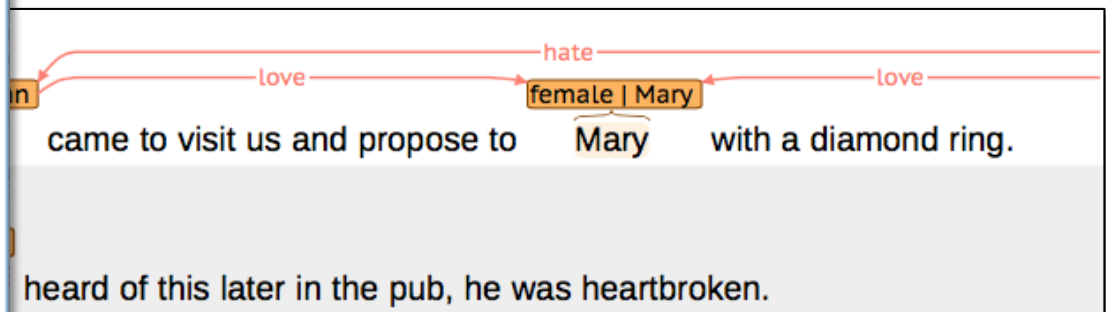 hate
love love
nn female | Mary
came to visit us and propose to Mary with a diamond ring.
heard of this later in the pub, he was heartbroken.